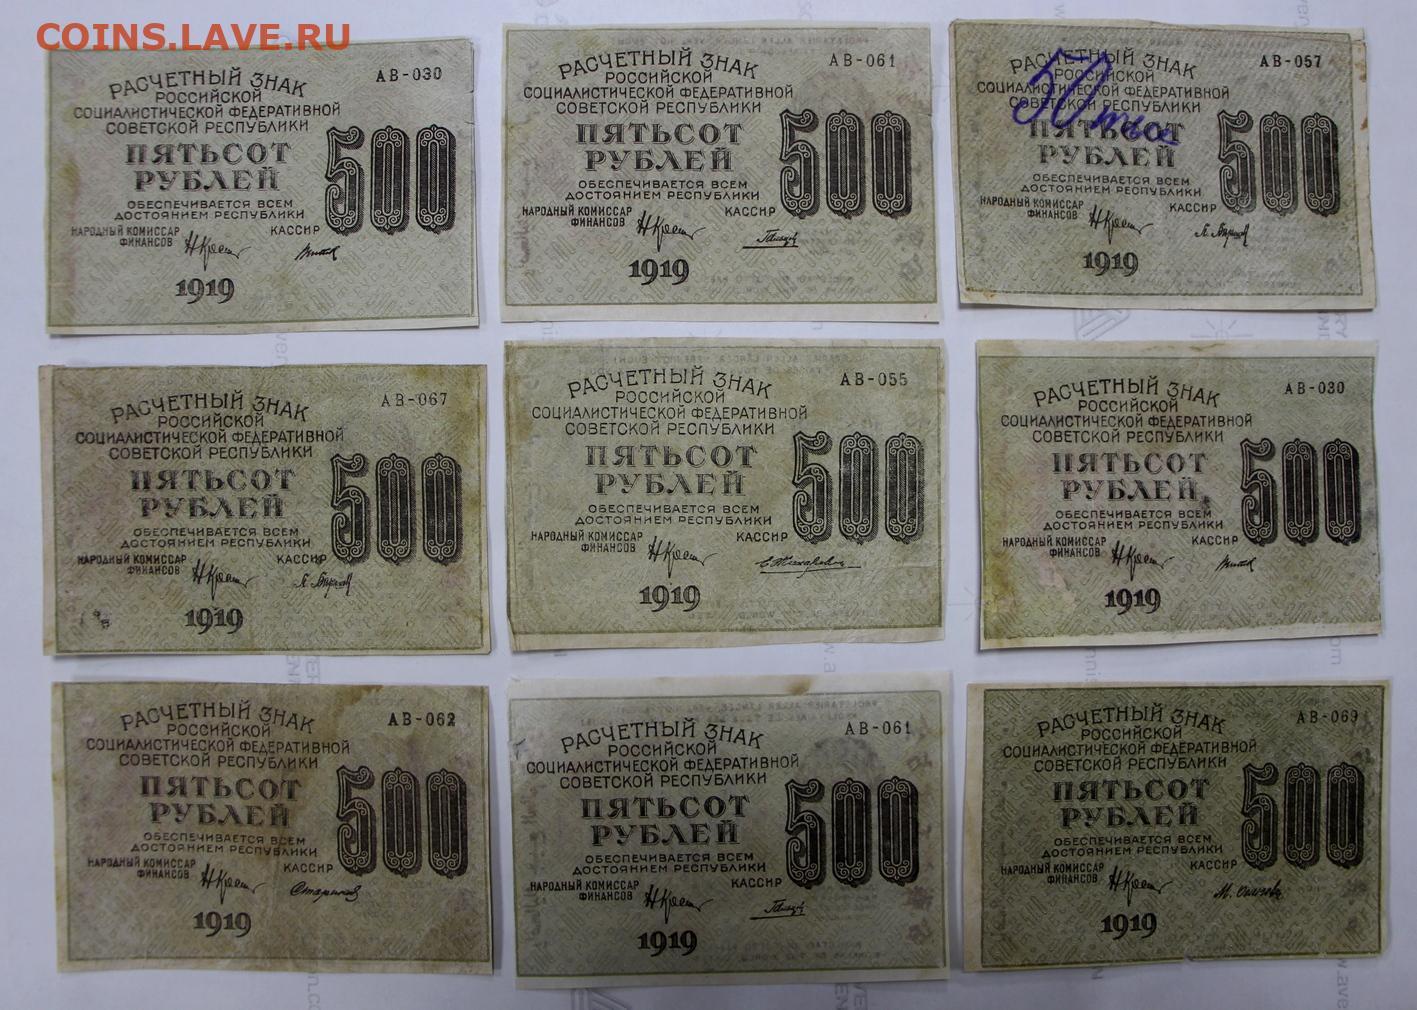 COINS.LAVE.RU
АВ-030
РАСЧЕТНЫЙ ЗНАК
РОССИЙСКОЙ
СОЦИАЛИСТИЧЕСКОЙ ФЕДЕРАТИВНОЙ
СОВЕТСКОЙ РЕСПУБЛИКИ
ПЯТЬСОТ
РУБЛЕЙ
500
ОБЕСПЕЧИВАЕТСЯ ВСЕМ
ДОСТОЯНИЕМ РЕСПУБЛИКИ
НАРОДНЫЙ КОМИССАР
ФИНАНСОВ
КАССИР
1919
АВ-061
РАСЧЕТНЫЙ ЗНАК
РОССИЙСКОЙ
СОЦИАЛИСТИЧЕСКОЙ ФЕДЕРАТИВНОЙ
СОВЕТСКОЙ РЕСПУБЛИКИ
ПЯТЬСОТ
РУБЛЕЙ
500
ОБЕСПЕЧИВАЕТСЯ ВСЕМ
ДОСТОЯНИЕМ РЕСПУБЛИКИ
НАРОДНЫЙ КОМИССАР
ФИНАНСОВ
КАССИР
1919
АВ-057
РАСЧЕТНЫЙ ЗНАК
РОССИЙСКОЙ
СОЦИАЛИСТИЧЕСКОЙ ФЕДЕРАТИВНОЙ
СОВЕТСКОЙ РЕСПУБЛИКИ
50
ПЯТЬСОТ
РУБЛЕЙ
500
ОБЕСПЕЧИВАЕТСЯ ВСЕМ
ДОСТОЯНИЕМ РЕСПУБЛИКИ
НАРОДНЫЙ КОМИССАР
ФИНАНСОВ
КАССИР
1919
АВ-067
РАСЧЕТНЫЙ ЗНАК
РОССИЙСКОЙ
СОЦИАЛИСТИЧЕСКОЙ ФЕДЕРАТИВНОЙ
СОВЕТСКОЙ РЕСПУБЛИКИ
ПЯТЬСОТ
РУБЛЕЙ
500
ОБЕСПЕЧИВАЕТСЯ ВСЕМ
ДОСТОЯНИЕМ РЕСПУБЛИКИ
НАРОДНЫЙ КОМИССАР
ФИНАНСОВ
КАССИР
1919
АВ-055
РАСЧЕТНЫЙ ЗНАК
РОССИЙСКОЙ
СОЦИАЛИСТИЧЕСКОЙ ФЕДЕРАТИВНОЙ
СОВЕТСКОЙ РЕСПУБЛИКИ
ПЯТЬСОТ
РУБЛЕЙ
500
ОБЕСПЕЧИВАЕТСЯ ВСЕМ
ДОСТОЯНИЕМ РЕСПУБЛИКИ
НАРОДНЫЙ КОМИССАР
ФИНАНСОВ
КАССИР
1919
АВ-030
РАСЧЕТНЫЙ ЗНАК
РОССИЙСКОЙ
СОЦИАЛИСТИЧЕСКОЙ ФЕДЕРАТИВНОЙ
СОВЕТСКОЙ РЕСПУБЛИКИ
ПЯТЬСОТ
РУБЛЕЙ
500
ОБЕСПЕЧИВАЕТСЯ ВСЕМ
ДОСТОЯНИЕМ РЕСПУБЛИКИ
НАРОДНЫЙ КОМИССАР
ФИНАНСОВ
КАССИР
1919
АВ-062
РАСЧЕТНЫЙ ЗНАК
РОССИЙСКОЙ
СОЦИАЛИСТИЧЕСКОЙ ФЕДЕРАТИВНОЙ
СОВЕТСКОЙ РЕСПУБЛИКИ
ПЯТЬСОТ
РУБЛЕЙ
500
ОБЕСПЕЧИВАЕТСЯ ВСЕМ
ДОСТОЯНИЕМ РЕСПУБЛИКИ
НАРОДНЫЙ КОМИССАР
ФИНАНСОВ
КАССИР
1919
АВ-061
РАСЧЕТНЫЙ ЗНАК
РОССИЙСКОЙ
СОЦИАЛИСТИЧЕСКОЙ ФЕДЕРАТИВНОЙ
СОВЕТСКОЙ РЕСПУБЛИКИ
ПЯТЬСОТ
РУБЛЕЙ
500
ОБЕСПЕЧИВАЕТСЯ ВСЕМ
ДОСТОЯНИЕМ РЕСПУБЛИКИ
НАРОДНЫЙ КОМИССАР
ФИНАНСОВ
КАССИР
1919
АВ-069
РАСЧЕТНЫЙ ЗНАК
РОССИЙСКОЙ
СОЦИАЛИСТИЧЕСКОЙ ФЕДЕРАТИВНОЙ
СОВЕТСКОЙ РЕСПУБЛИКИ
ПЯТЬСОТ
РУБЛЕЙ
500
ОБЕСПЕЧИВАЕТСЯ ВСЕМ
ДОСТОЯНИЕМ РЕСПУБЛИКИ
НАРОДНЫЙ КОМИССАР
ФИНАНСОВ
КАССИР
1919